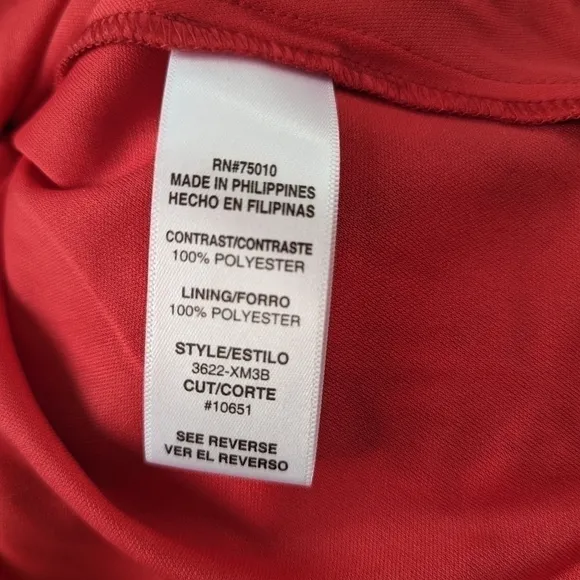 RN#75010
MADE IN PHILIPPINES
HECHO EN FILIPINAS
CONTRAST/CONTRASTE
100% POLYESTER
LINING/FORRO
100% POLYESTER
STYLE/ESTILO
3622-XM3B
CUT/CORTE
#10651
SEE REVERSE
VER EL REVERSO